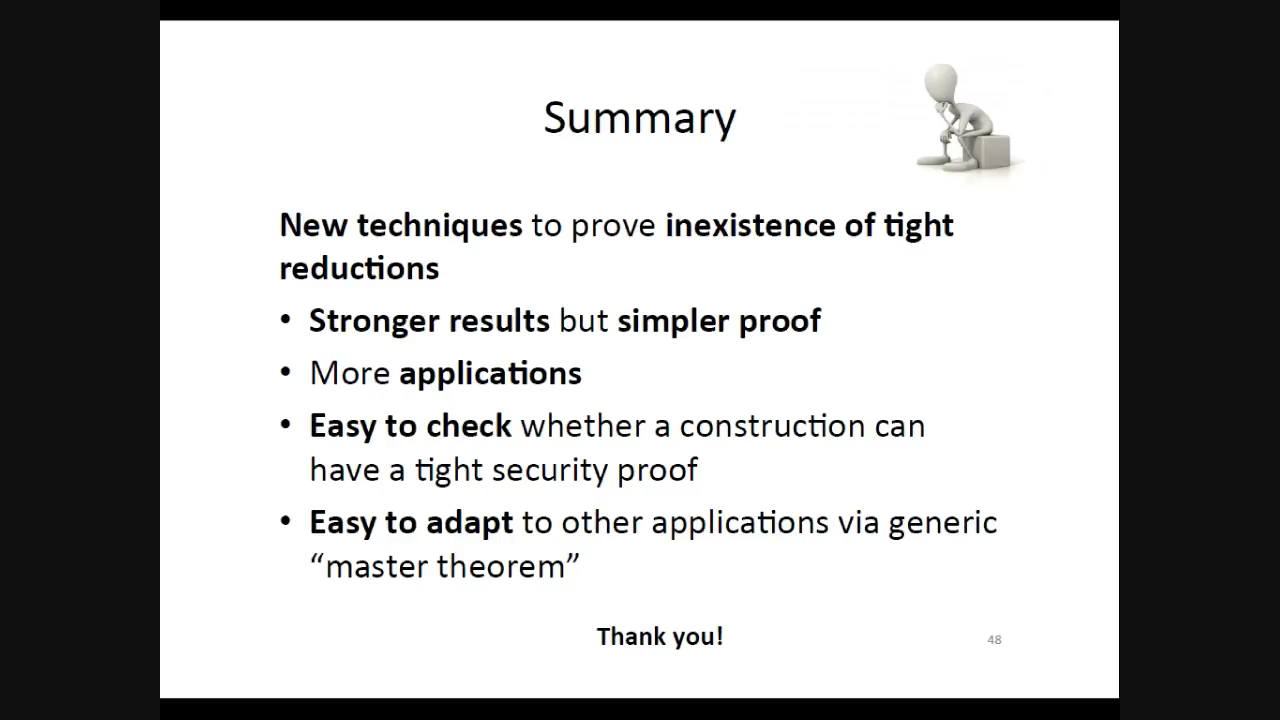 Summary
New techniques to prove inexistence of tight
reductions
• Stronger results but simpler proof
• More applications
• Easy to check whether a construction can
have a tight security proof
• Easy to adapt to other applications via generic
“master theorem”
Thank you!
48